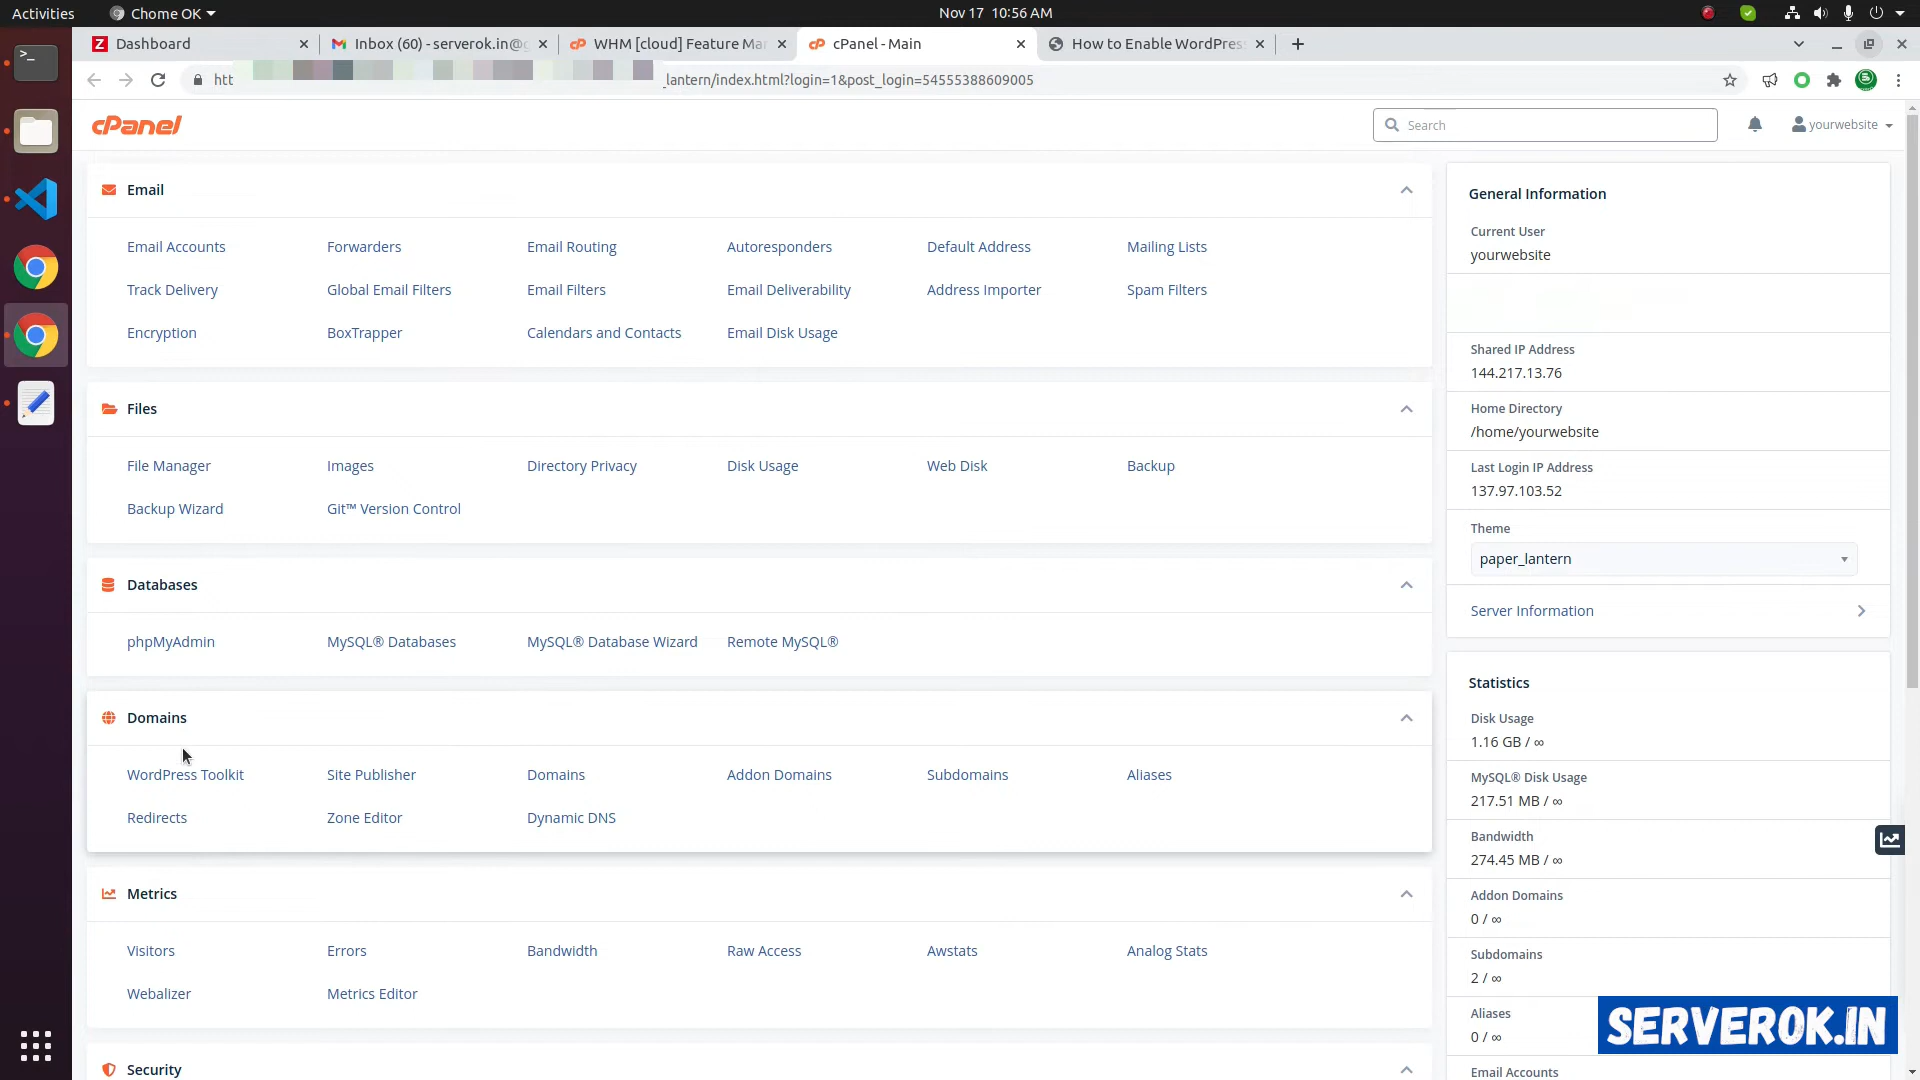 Activities
Chome OK
Nov 17 10:56 AM
Dashboard
Inbox (60) - serverok.in@g
WHM [cloud] Feature Ma
cPanel - Main
How to Enable WordPres
htt
_lantern/index.html?login=1&post_login=54555388609005
cPanel
Search
yourwebsite
Email
Email Accounts
Forwarders
Email Routing
Autoresponders
Default Address
Mailing Lists
Track Delivery
Global Email Filters
Email Filters
Email Deliverability
Address Importer
Spam Filters
Encryption
BoxTrapper
Calendars and Contacts
Email Disk Usage
Files
File Manager
Images
Directory Privacy
Disk Usage
Web Disk
Backup
Backup Wizard
Git™ Version Control
Databases
phpMyAdmin
MySQL® Databases
MySQL® Database Wizard
Remote MySQL®
Domains
WordPress Toolkit
Site Publisher
Domains
Addon Domains
Subdomains
Aliases
Redirects
Zone Editor
Dynamic DNS
Metrics
Visitors
Errors
Bandwidth
Raw Access
Awstats
Analog Stats
Webalizer
Metrics Editor
Security
General Information
Current User
yourwebsite
Shared IP Address
144.217.13.76
Home Directory
/home/yourwebsite
Last Login IP Address
137.97.103.52
Theme
paper_lantern
Server Information
Statistics
Disk Usage
1.16 GB / ∞
MySQL® Disk Usage
217.51 MB / ∞
Bandwidth
274.45 MB / ∞
Addon Domains
0 / ∞
Subdomains
2 / ∞
Aliases
0 / ∞
Email Accounts
SERVEROK.IN